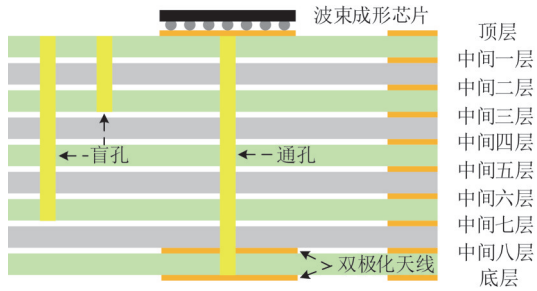 波束成形芯片
顶层
中间一层
中间二层
中间三层
中间四层
盲孔
通孔
中间五层
中间六层
中间七层
中间八层
双极化天线
底层